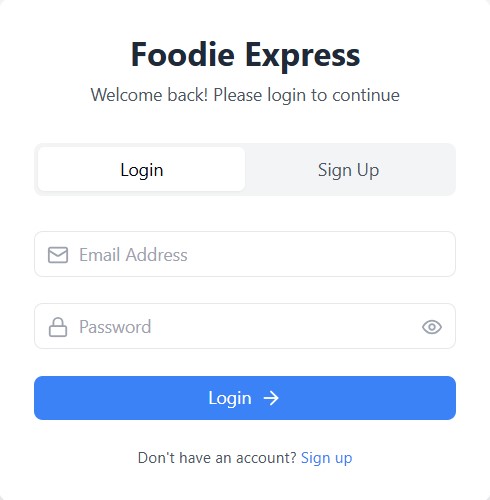 Foodie Express
Welcome back! Please login to continue
Login
Sign Up
Email Address
Password
Login
Don't have an account? Sign up